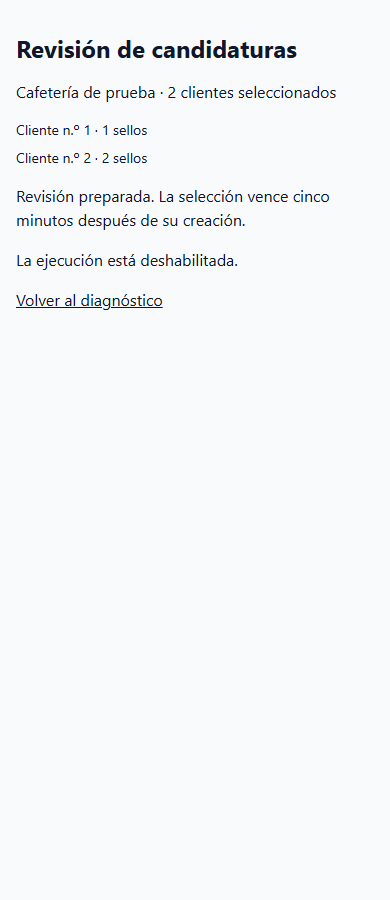 Revisión de candidaturas
Cafetería de prueba · 2 clientes seleccionados
Cliente n.º 1 · 1 sellos
Cliente n.º 2 · 2 sellos
Revisión preparada. La selección vence cinco
minutos después de su creación.
La ejecución está deshabilitada.
Volver al diagnóstico